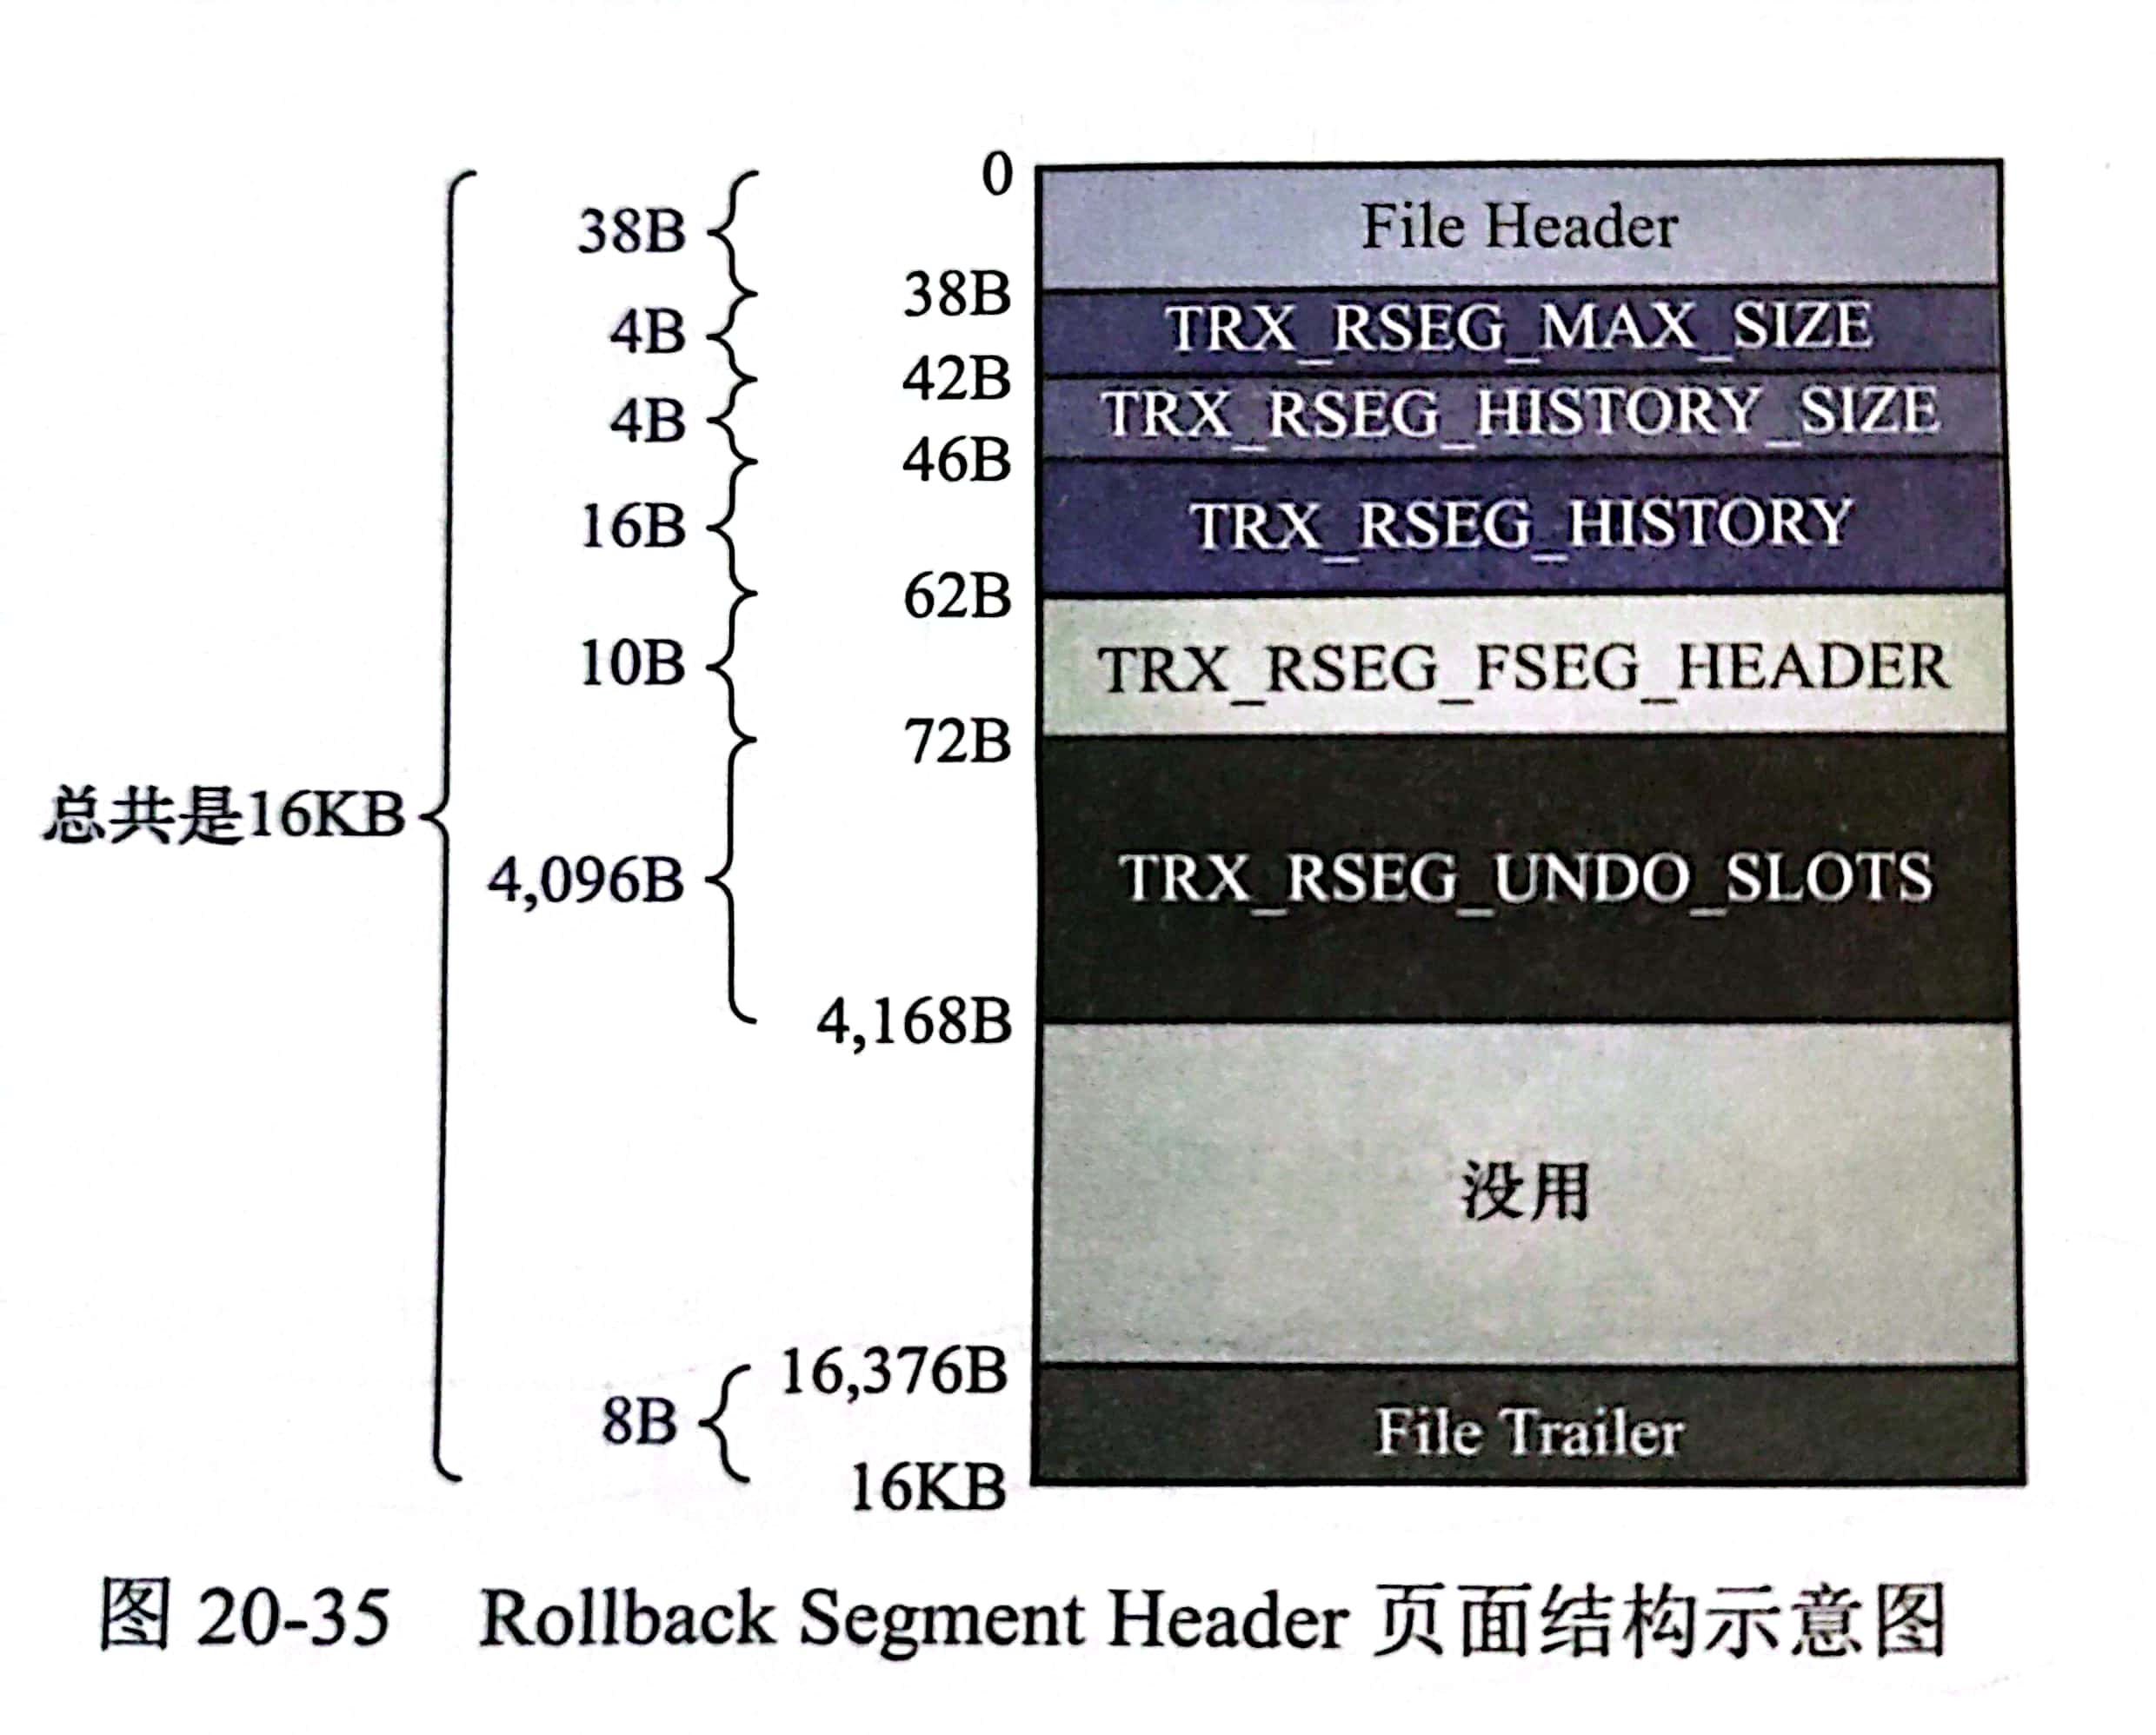 0
File Header
38B
38B
TRX_RSEG_MAX_SIZE
4B
42B
TRX_RSEG_HISTORY_SIZE
4B
46B
TRX_RSEG_HISTORY
16B
62B
TRX_RSEG_FSEG_HEADER
10B
72B
总共是16KB
TRX_RSEG_UNDO_SLOTS
4,096B
4,168B
没用
16,376B
8B
File Trailer
16KB
图 20-35 Rollback Segment Header 页面结构示意图